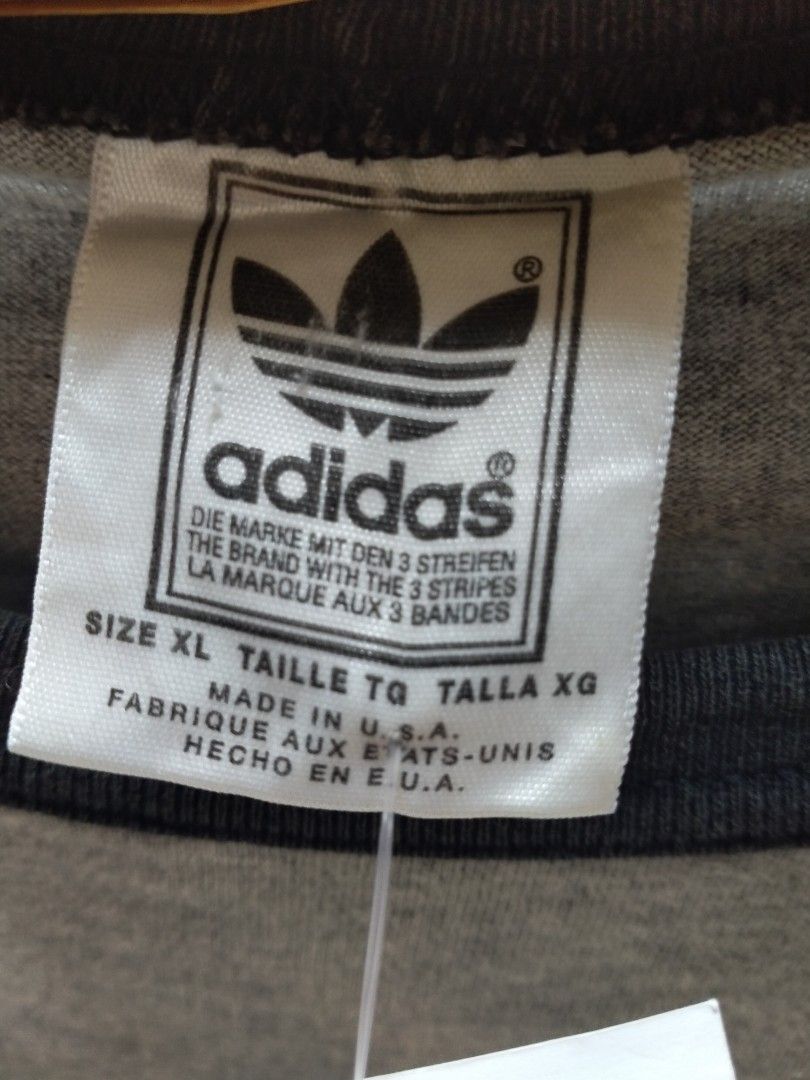 ®
adidas®
DIE MARKE MIT DEN 3 STREIFEN
THE BRAND WITH THE 3 STRIPES
LA MARQUE AUX 3 BANDES
SIZE XL TAILLE TG TALLA XG
MADE IN U.S.A.
FABRIQUE AUX ETATS-UNIS
HECHO EN E.U.A.